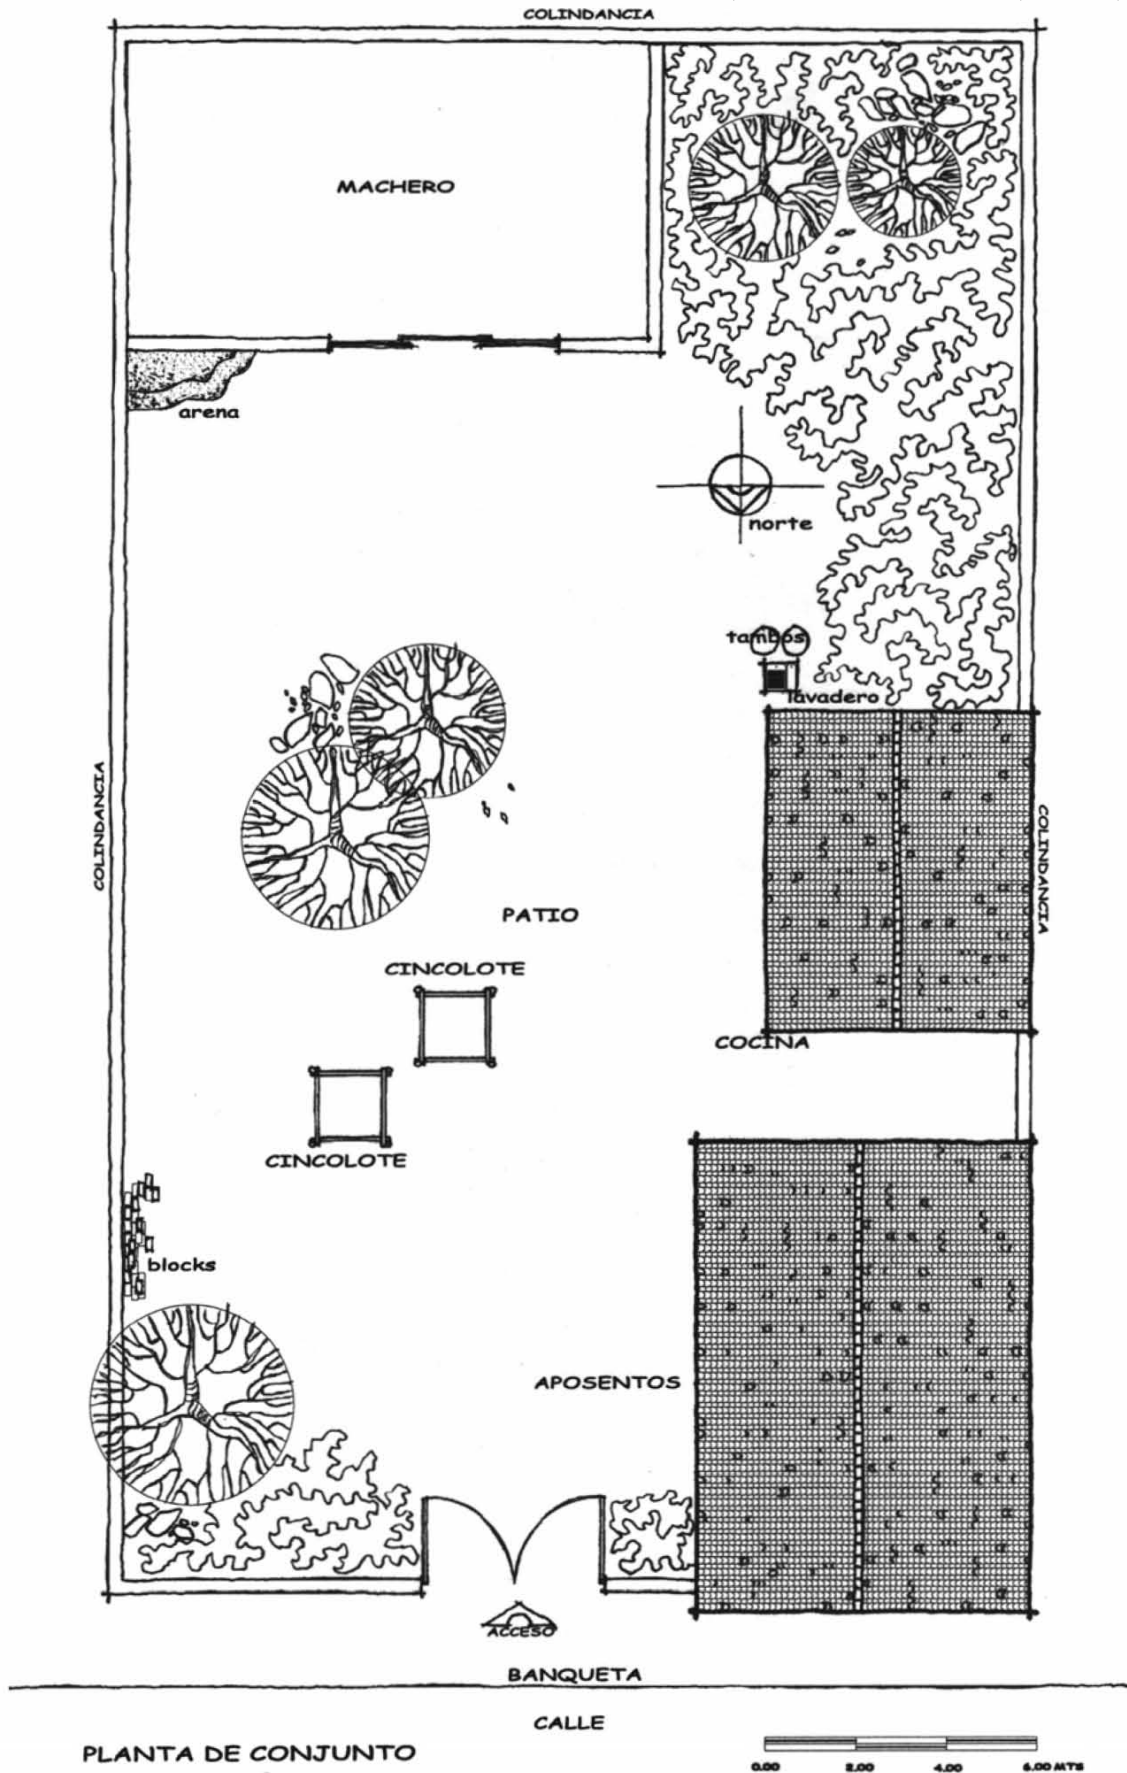 COLINDANCIA
MACHERO
arena
norte
tambos
lavadero
COLINDANCIA
COLINDANCIA
PATIO
CINCOLOTE
COCINA
CINCOLOTE
blocks
APOSENTOS
ACCESO
BANQUETA
CALLE
PLANTA DE CONJUNTO
0.00 2.00 4.00 6.00 MTS